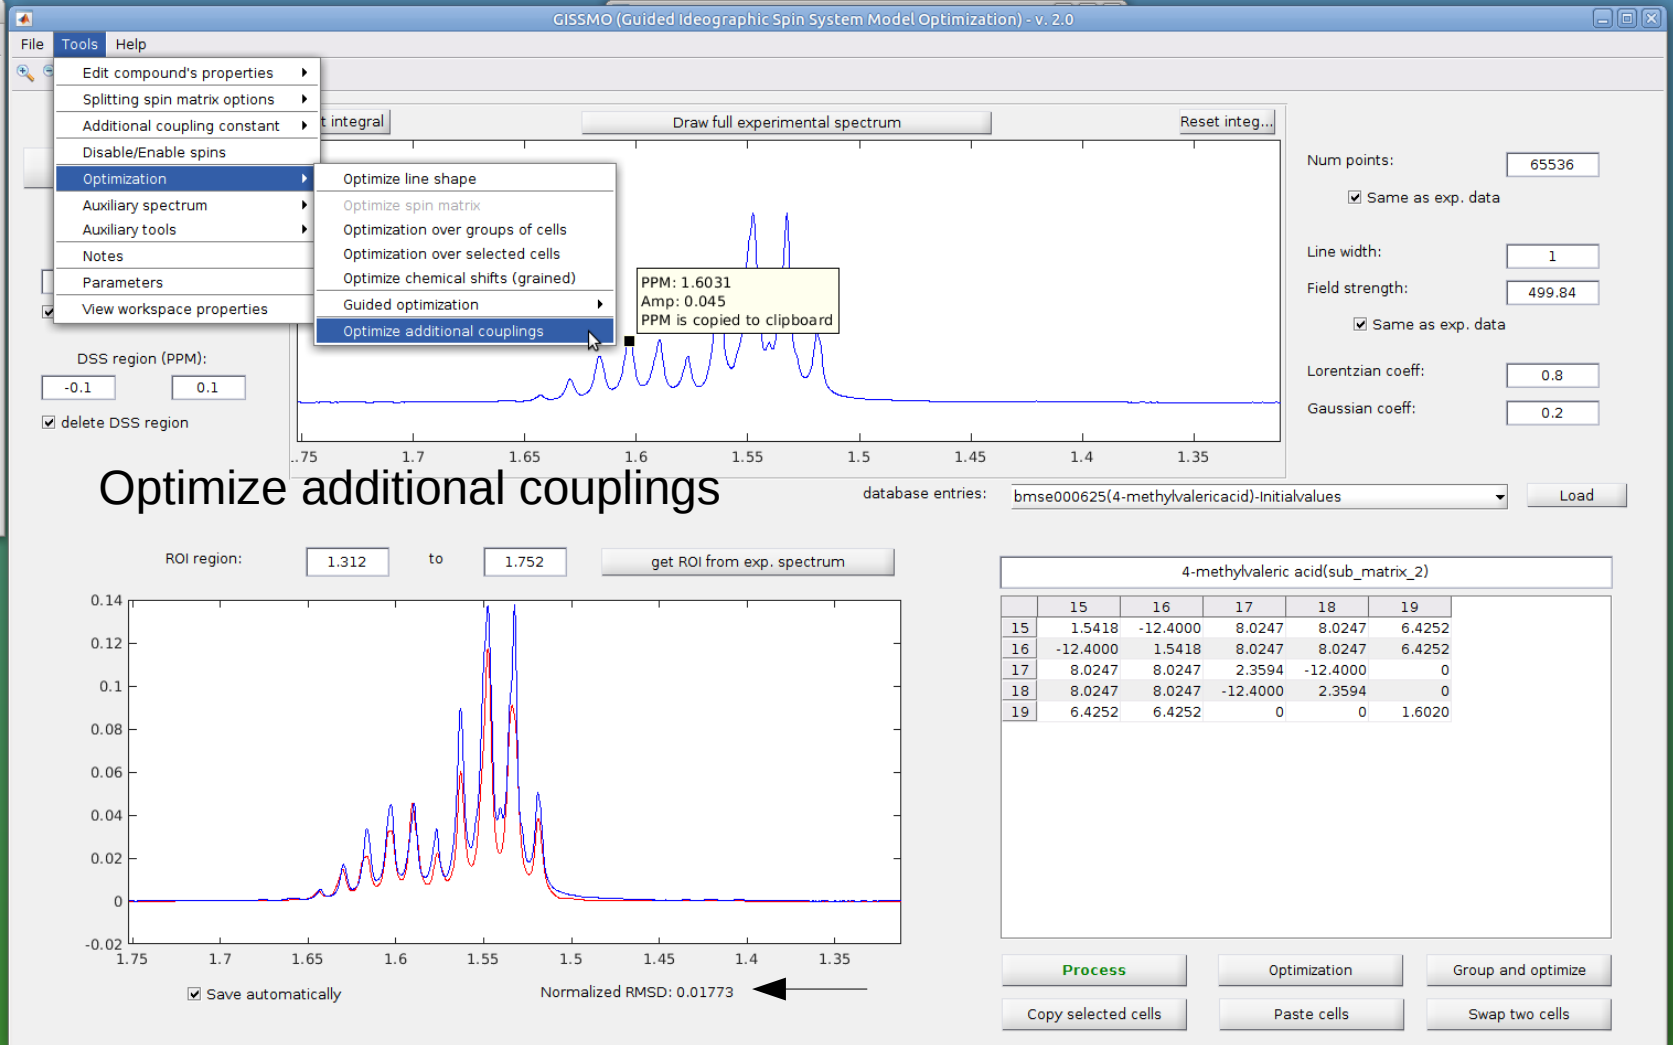 GISSMO (Guided Ideographic Spin System Model Optimization) - v. 2.0
File Tools Help
Edit compound's properties
Splitting spin matrix options
Additional coupling constant
Disable/Enable spins
Optimization
Auxiliary spectrum
Auxiliary tools
Notes
Parameters
View workspace properties
Optimize line shape
Optimize spin matrix
Optimization over groups of cells
Optimization over selected cells
Optimize chemical shifts (grained)
Guided optimization
Optimize additional couplings
t integral
Draw full experimental spectrum
Reset integ...
PPM: 1.6031
Amp: 0.045
PPM is copied to clipboard
..75 1.7 1.65 1.6 1.55 1.5 1.45 1.4 1.35
Num points: 65536
Same as exp. data
Line width: 1
Field strength: 499.84
Same as exp. data
Lorentzian coeff: 0.8
Gaussian coeff: 0.2
DSS region (PPM):
-0.1 0.1
delete DSS region
Optimize additional couplings
database entries: bmse000625(4-methylvalericacid)-Initialvalues Load
ROI region: 1.312 to 1.752 get ROI from exp. spectrum
0.14
0.12
0.1
0.08
0.06
0.04
0.02
0
-0.02
1.75 1.7 1.65 1.6 1.55 1.5 1.45 1.4 1.35
Save automatically
Normalized RMSD: 0.01773
4-methylvaleric acid(sub_matrix_2)
15 16 17 18 19
15 1.5418 -12.4000 8.0247 8.0247 6.4252
16 -12.4000 1.5418 8.0247 8.0247 6.4252
17 8.0247 8.0247 2.3594 -12.4000 0
18 8.0247 8.0247 -12.4000 2.3594 0
19 6.4252 6.4252 0 0 1.6020
Process Optimization Group and optimize
Copy selected cells Paste cells Swap two cells